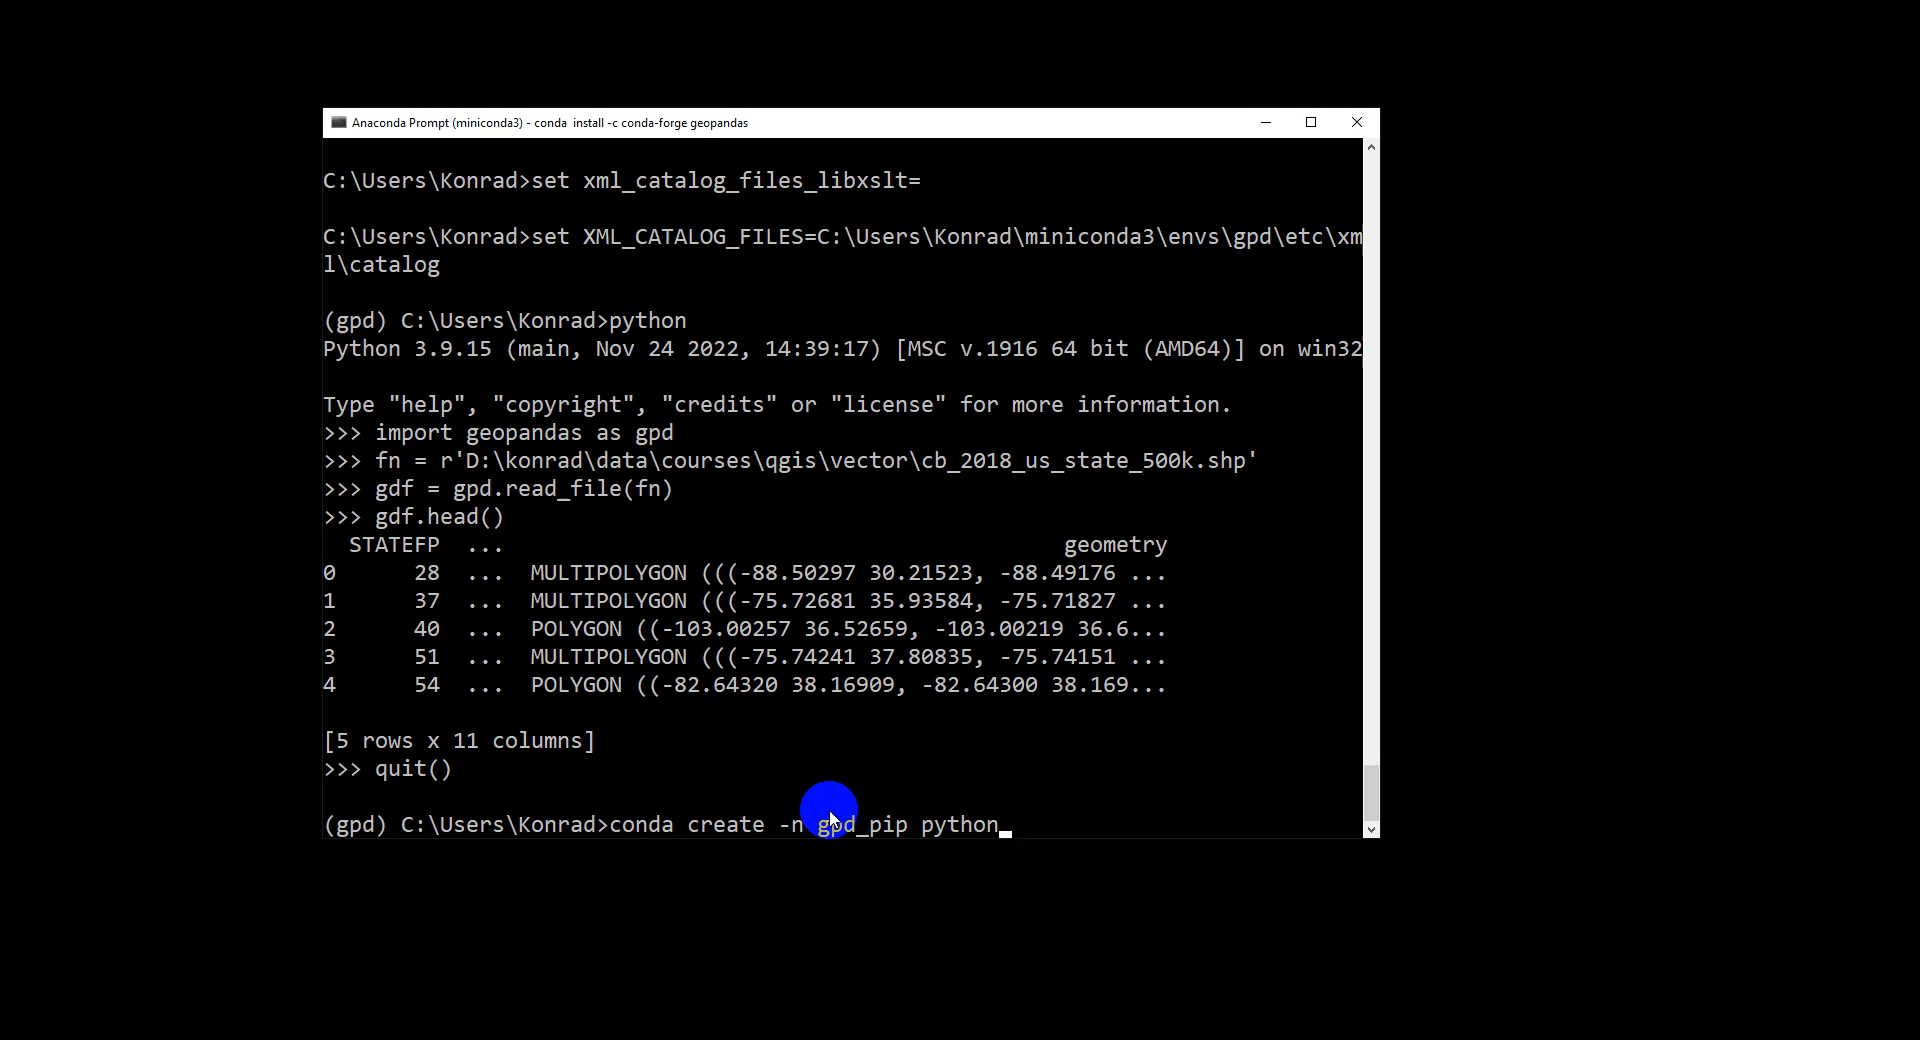 Anaconda Prompt (miniconda3) - conda  install -c conda-forge geopandas
C:\Users\Konrad>set xml_catalog_files_libxslt=
C:\Users\Konrad>set XML_CATALOG_FILES=C:\Users\Konrad\miniconda3\envs\gpd\etc\xm
l\catalog
(gpd) C:\Users\Konrad>python
Python 3.9.15 (main, Nov 24 2022, 14:39:17) [MSC v.1916 64 bit (AMD64)] on win32
Type "help", "copyright", "credits" or "license" for more information.
>>> import geopandas as gpd
>>> fn = r'D:\konrad\data\courses\qgis\vector\cb_2018_us_state_500k.shp'
>>> gdf = gpd.read_file(fn)
>>> gdf.head()
  STATEFP  ...                                           geometry
0      28  ...  MULTIPOLYGON (((-88.50297 30.21523, -88.49176 ...
1      37  ...  MULTIPOLYGON (((-75.72681 35.93584, -75.71827 ...
2      40  ...  POLYGON ((-103.00257 36.52659, -103.00219 36.6...
3      51  ...  MULTIPOLYGON (((-75.74241 37.80835, -75.74151 ...
4      54  ...  POLYGON ((-82.64320 38.16909, -82.64300 38.169...
[5 rows x 11 columns]
>>> quit()
(gpd) C:\Users\Konrad>conda create -n gpd_pip python